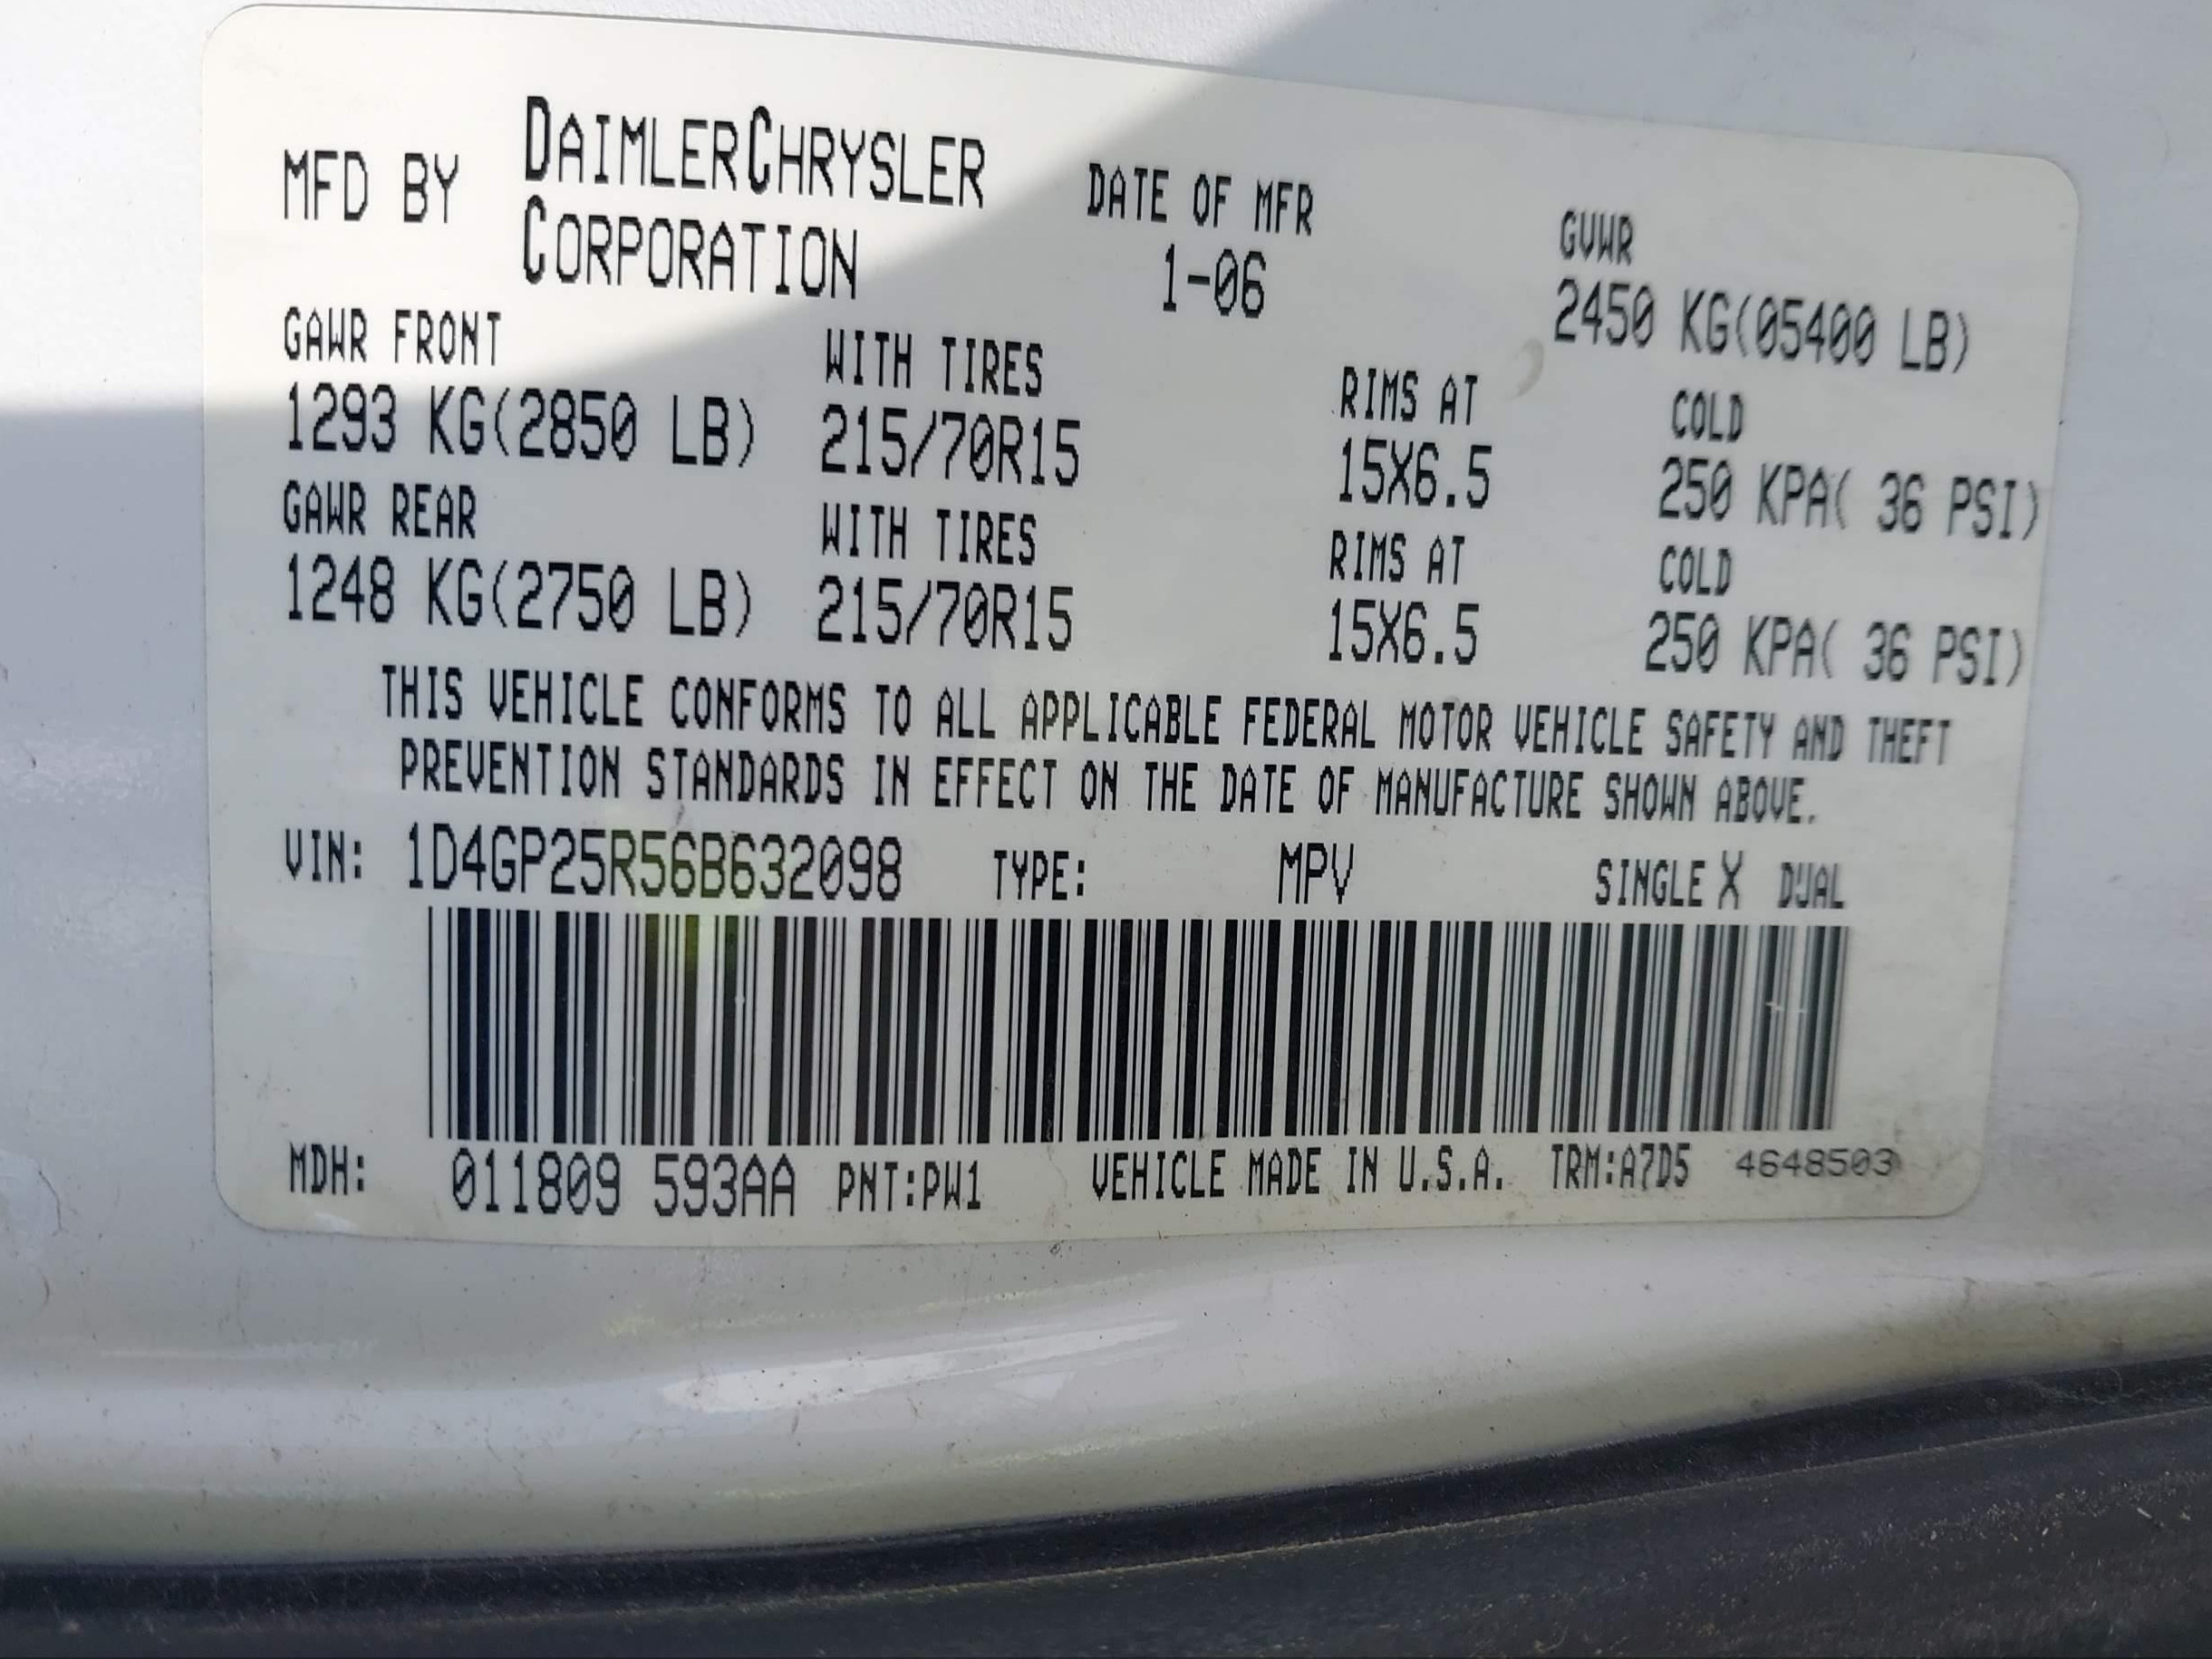 MFD BY DAIMLERCHRYSLER CORPORATION DATE OF MFR 1-06 GVWR 2450 KG(05400 LB)
GAWR FRONT WITH TIRES RIMS AT COLD
1293 KG(2850 LB) 215/70R15 15X6.5 250 KPA( 36 PSI)
GAWR REAR WITH TIRES RIMS AT COLD
1248 KG(2750 LB) 215/70R15 15X6.5 250 KPA( 36 PSI)
THIS VEHICLE CONFORMS TO ALL APPLICABLE FEDERAL MOTOR VEHICLE SAFETY AND THEFT
PREVENTION STANDARDS IN EFFECT ON THE DATE OF MANUFACTURE SHOWN ABOVE.
VIN: 1D4GP25R56B632098 TYPE: MPV SINGLE X DUAL
MDH: 011809 593AA PNT:PW1 VEHICLE MADE IN U.S.A. TRM:A7D5 4648503